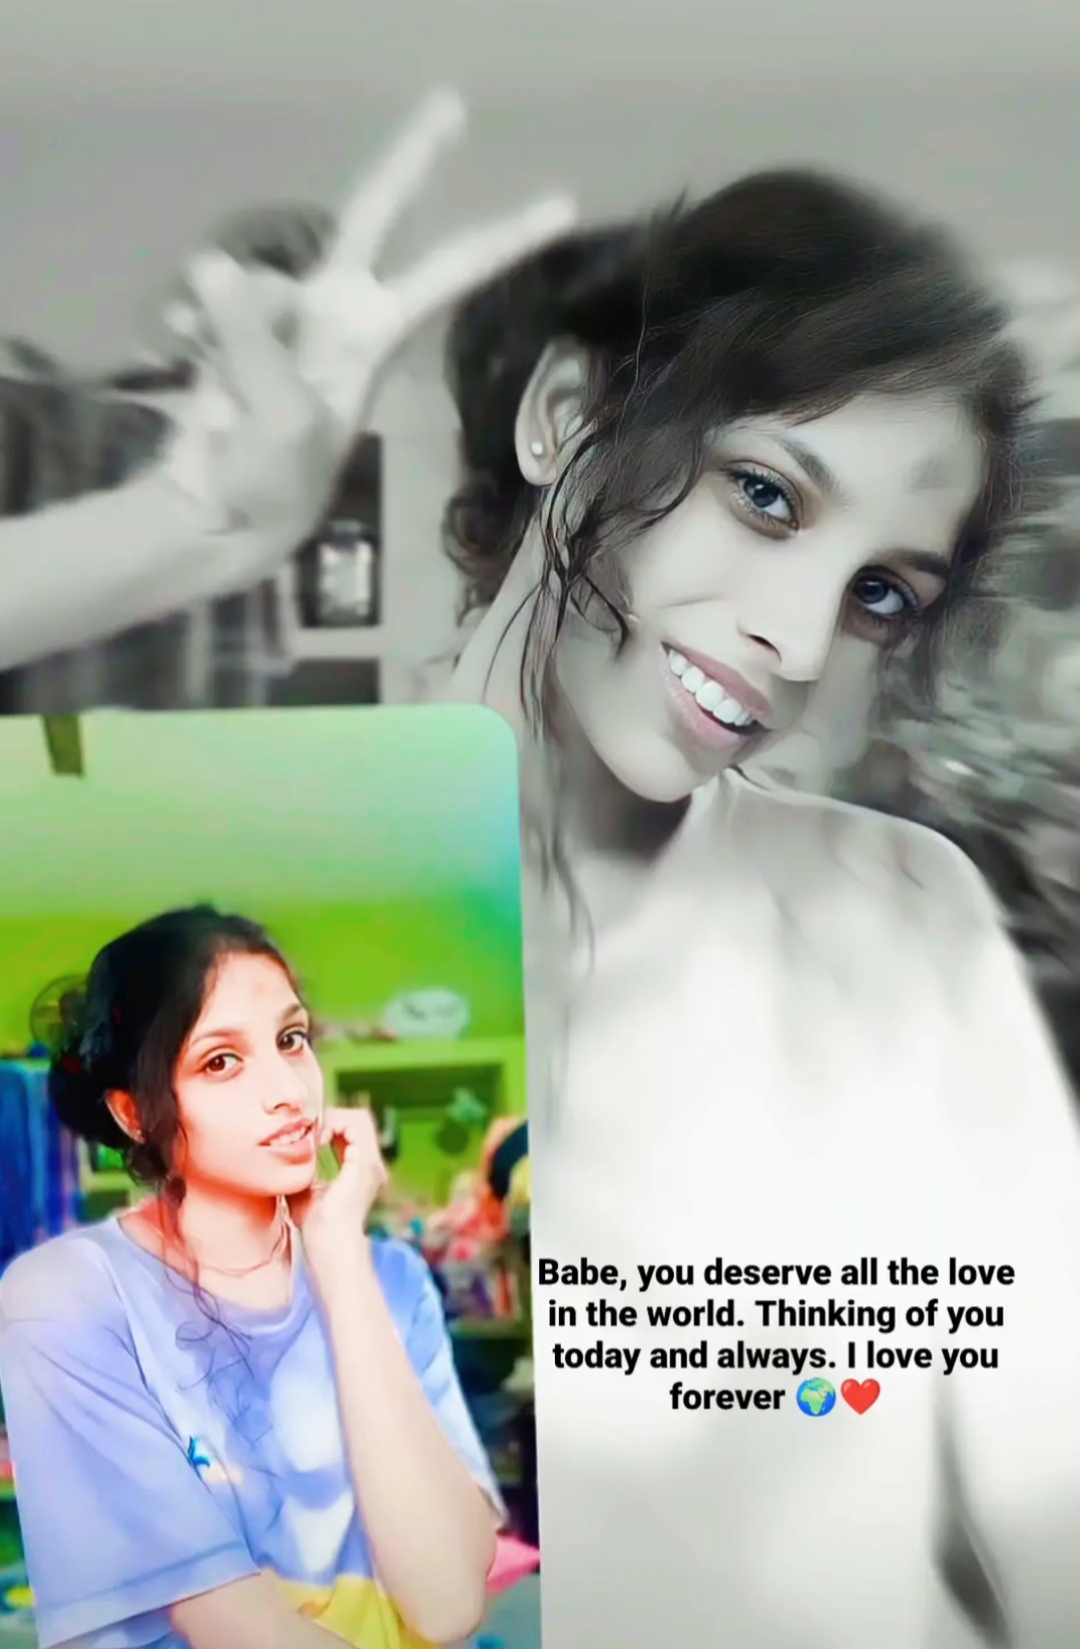 Babe, you deserve all the love
in the world. Thinking of you
today and always. I love you
forever 🌍❤️